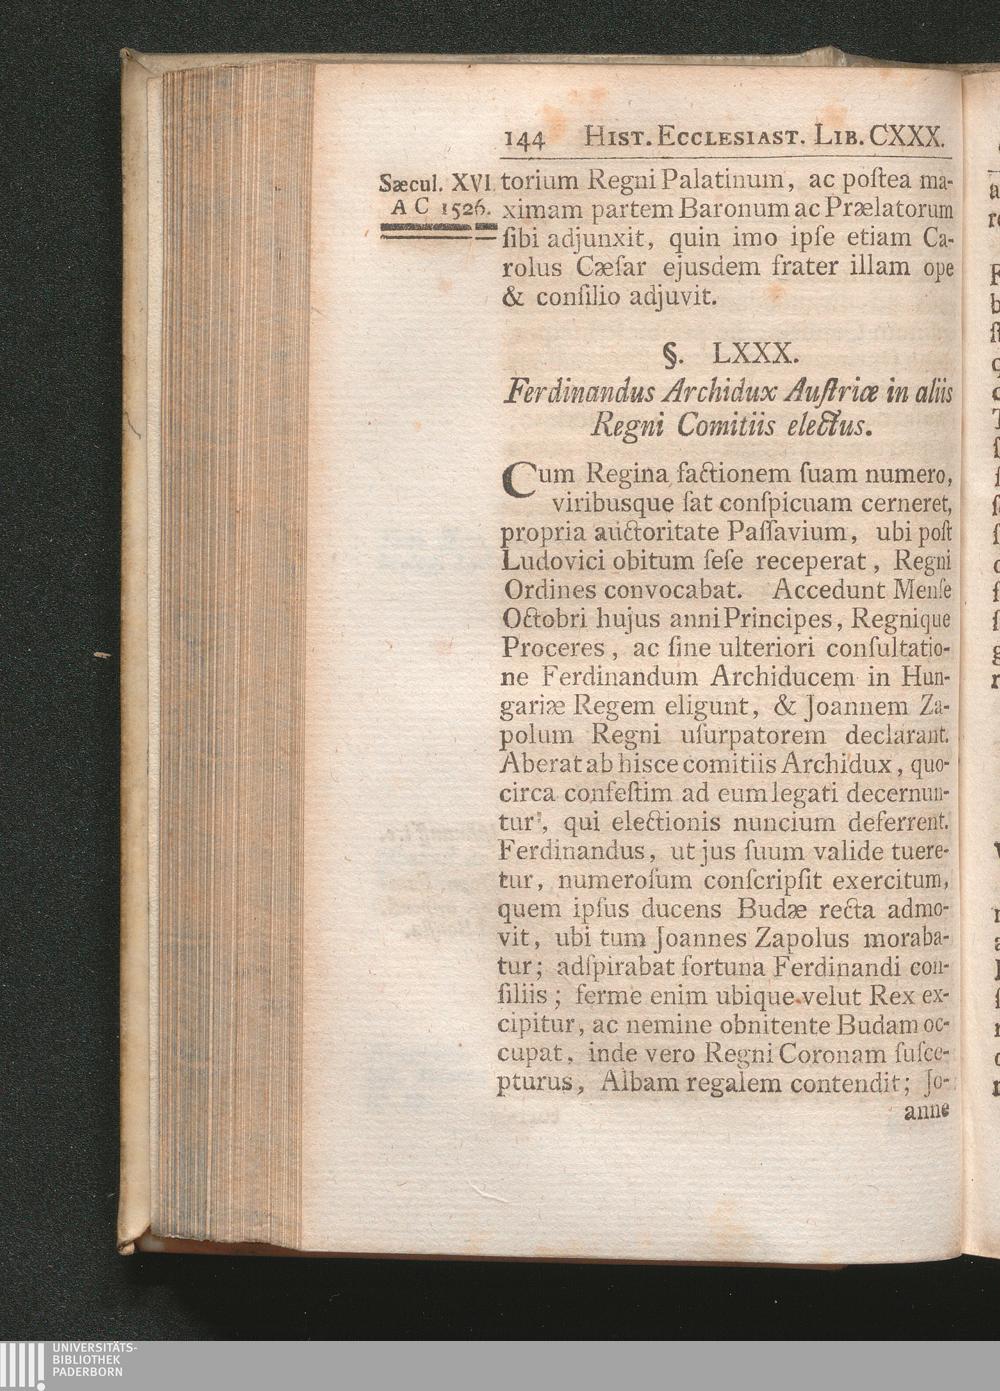 144 HIST. ECCLESIAST. LIB. CXXX.
Sæcul. XVI
A C 1526.
torium Regni Palatinum, ac poſtea ma-
ximam partem Baronum ac Prælatorum
ſibi adjunxit, quin imo ipſe etiam Ca-
rolus Cæſar ejusdem frater illam ope
& conſilio adjuvit.
§. LXXX.
Ferdinandus Archidux Auſtriæ in aliis
Regni Comitiis electus.
Cum Regina factionem ſuam numero,
viribusque ſat conſpicuam cerneret,
propria auctoritate Paſſavium, ubi poſt
Ludovici obitum ſeſe receperat, Regni
Ordines convocabat. Accedunt Menſe
Octobri hujus anni Principes, Regnique
Proceres, ac ſine ulteriori conſultatio-
ne Ferdinandum Archiducem in Hun-
gariæ Regem eligunt, & Joannem Za-
polum Regni uſurpatorem declarant.
Aberat ab hisce comitiis Archidux, quo-
circa confeſtim ad eum legati decernun-
tur, qui electionis nuncium deferrent.
Ferdinandus, ut jus ſuum valide tuere-
tur, numeroſum conſcripſit exercitum,
quem ipſus ducens Budæ recta admo-
vit, ubi tum Joannes Zapolus moraba-
tur; adſpirabat fortuna Ferdinandi con-
ſiliis; ferme enim ubique velut Rex ex-
cipitur, ac nemine obnitente Budam oc-
cupat, inde vero Regni Coronam ſuſce-
pturus, Albam regalem contendit; Jo-
anne
UNIVERSITÄTS-
BIBLIOTHEK
PADERBORN